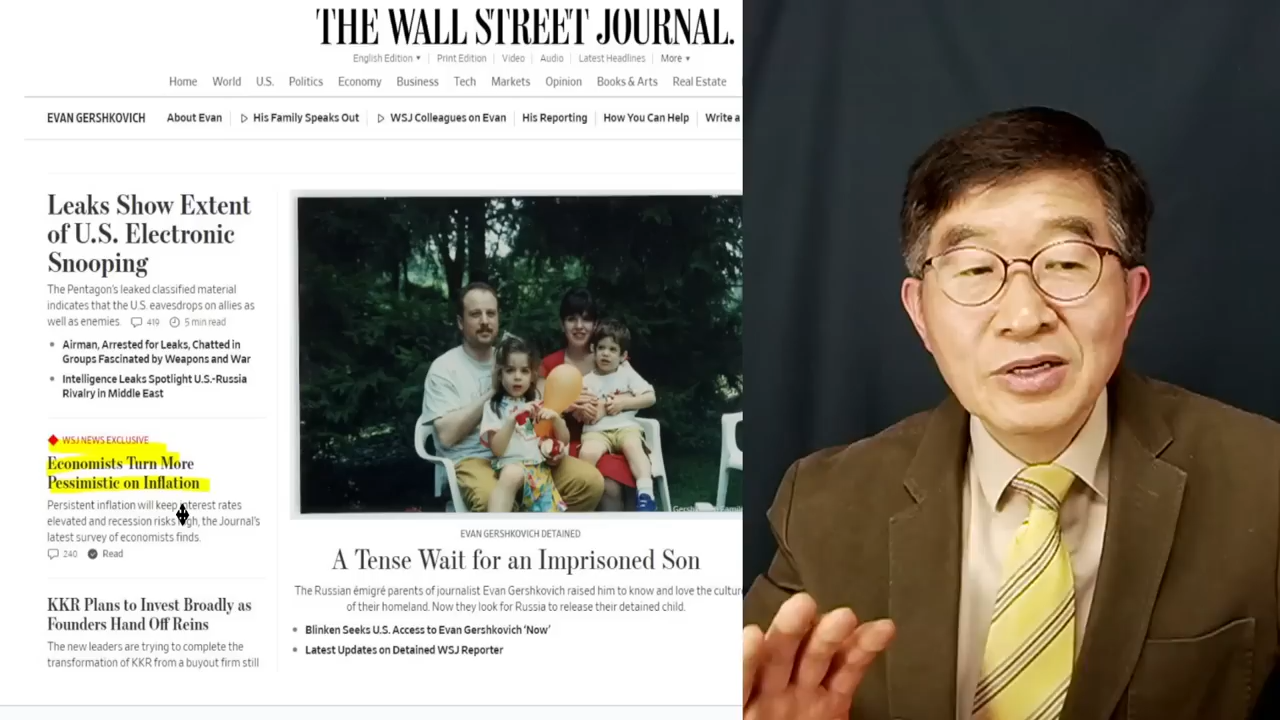 THE WALL STREET JOURNAL.
English Edition ▾ | Print Edition | Video | Audio | Latest Headlines | More ▾
Home World U.S. Politics Economy Business Tech Markets Opinion Books & Arts Real Estate
EVAN GERSHKOVICH About Evan | ▷ His Family Speaks Out | ▷ WSJ Colleagues on Evan | His Reporting | How You Can Help | Write a
Leaks Show Extent
of U.S. Electronic
Snooping
The Pentagon's leaked classified material
indicates that the U.S. eavesdrops on allies as
well as enemies. 419 5 min read
• Airman, Arrested for Leaks, Chatted in
Groups Fascinated by Weapons and War
• Intelligence Leaks Spotlight U.S.-Russia
Rivalry in Middle East
WSJ NEWS EXCLUSIVE
Economists Turn More
Pessimistic on Inflation
Persistent inflation will keep interest rates
elevated and recession risks high, the Journal's
latest survey of economists finds.
240 Read
KKR Plans to Invest Broadly as
Founders Hand Off Reins
The new leaders are trying to complete the
transformation of KKR from a buyout firm still
EVAN GERSHKOVICH DETAINED
A Tense Wait for an Imprisoned Son
The Russian émigré parents of journalist Evan Gershkovich raised him to know and love the culture
of their homeland. Now they look for Russia to release their detained child.
• Blinken Seeks U.S. Access to Evan Gershkovich 'Now'
• Latest Updates on Detained WSJ Reporter